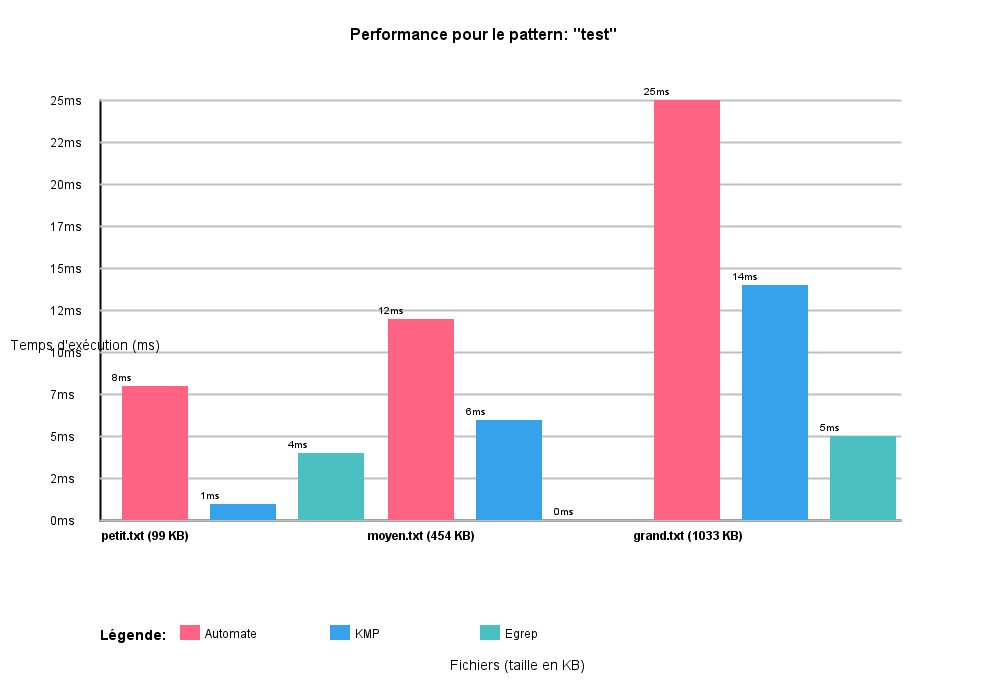 Performance pour le pattern: "test"
25ms
25ms
22ms
20ms
17ms
15ms
14ms
12ms
12ms
Temps d'exécution (ms)
10ms
8ms
7ms
6ms
5ms
5ms
4ms
2ms
1ms
0ms
0ms
petit.txt (99 KB)
moyen.txt (454 KB)
grand.txt (1033 KB)
Légende:
Automate
KMP
Egrep
Fichiers (taille en KB)